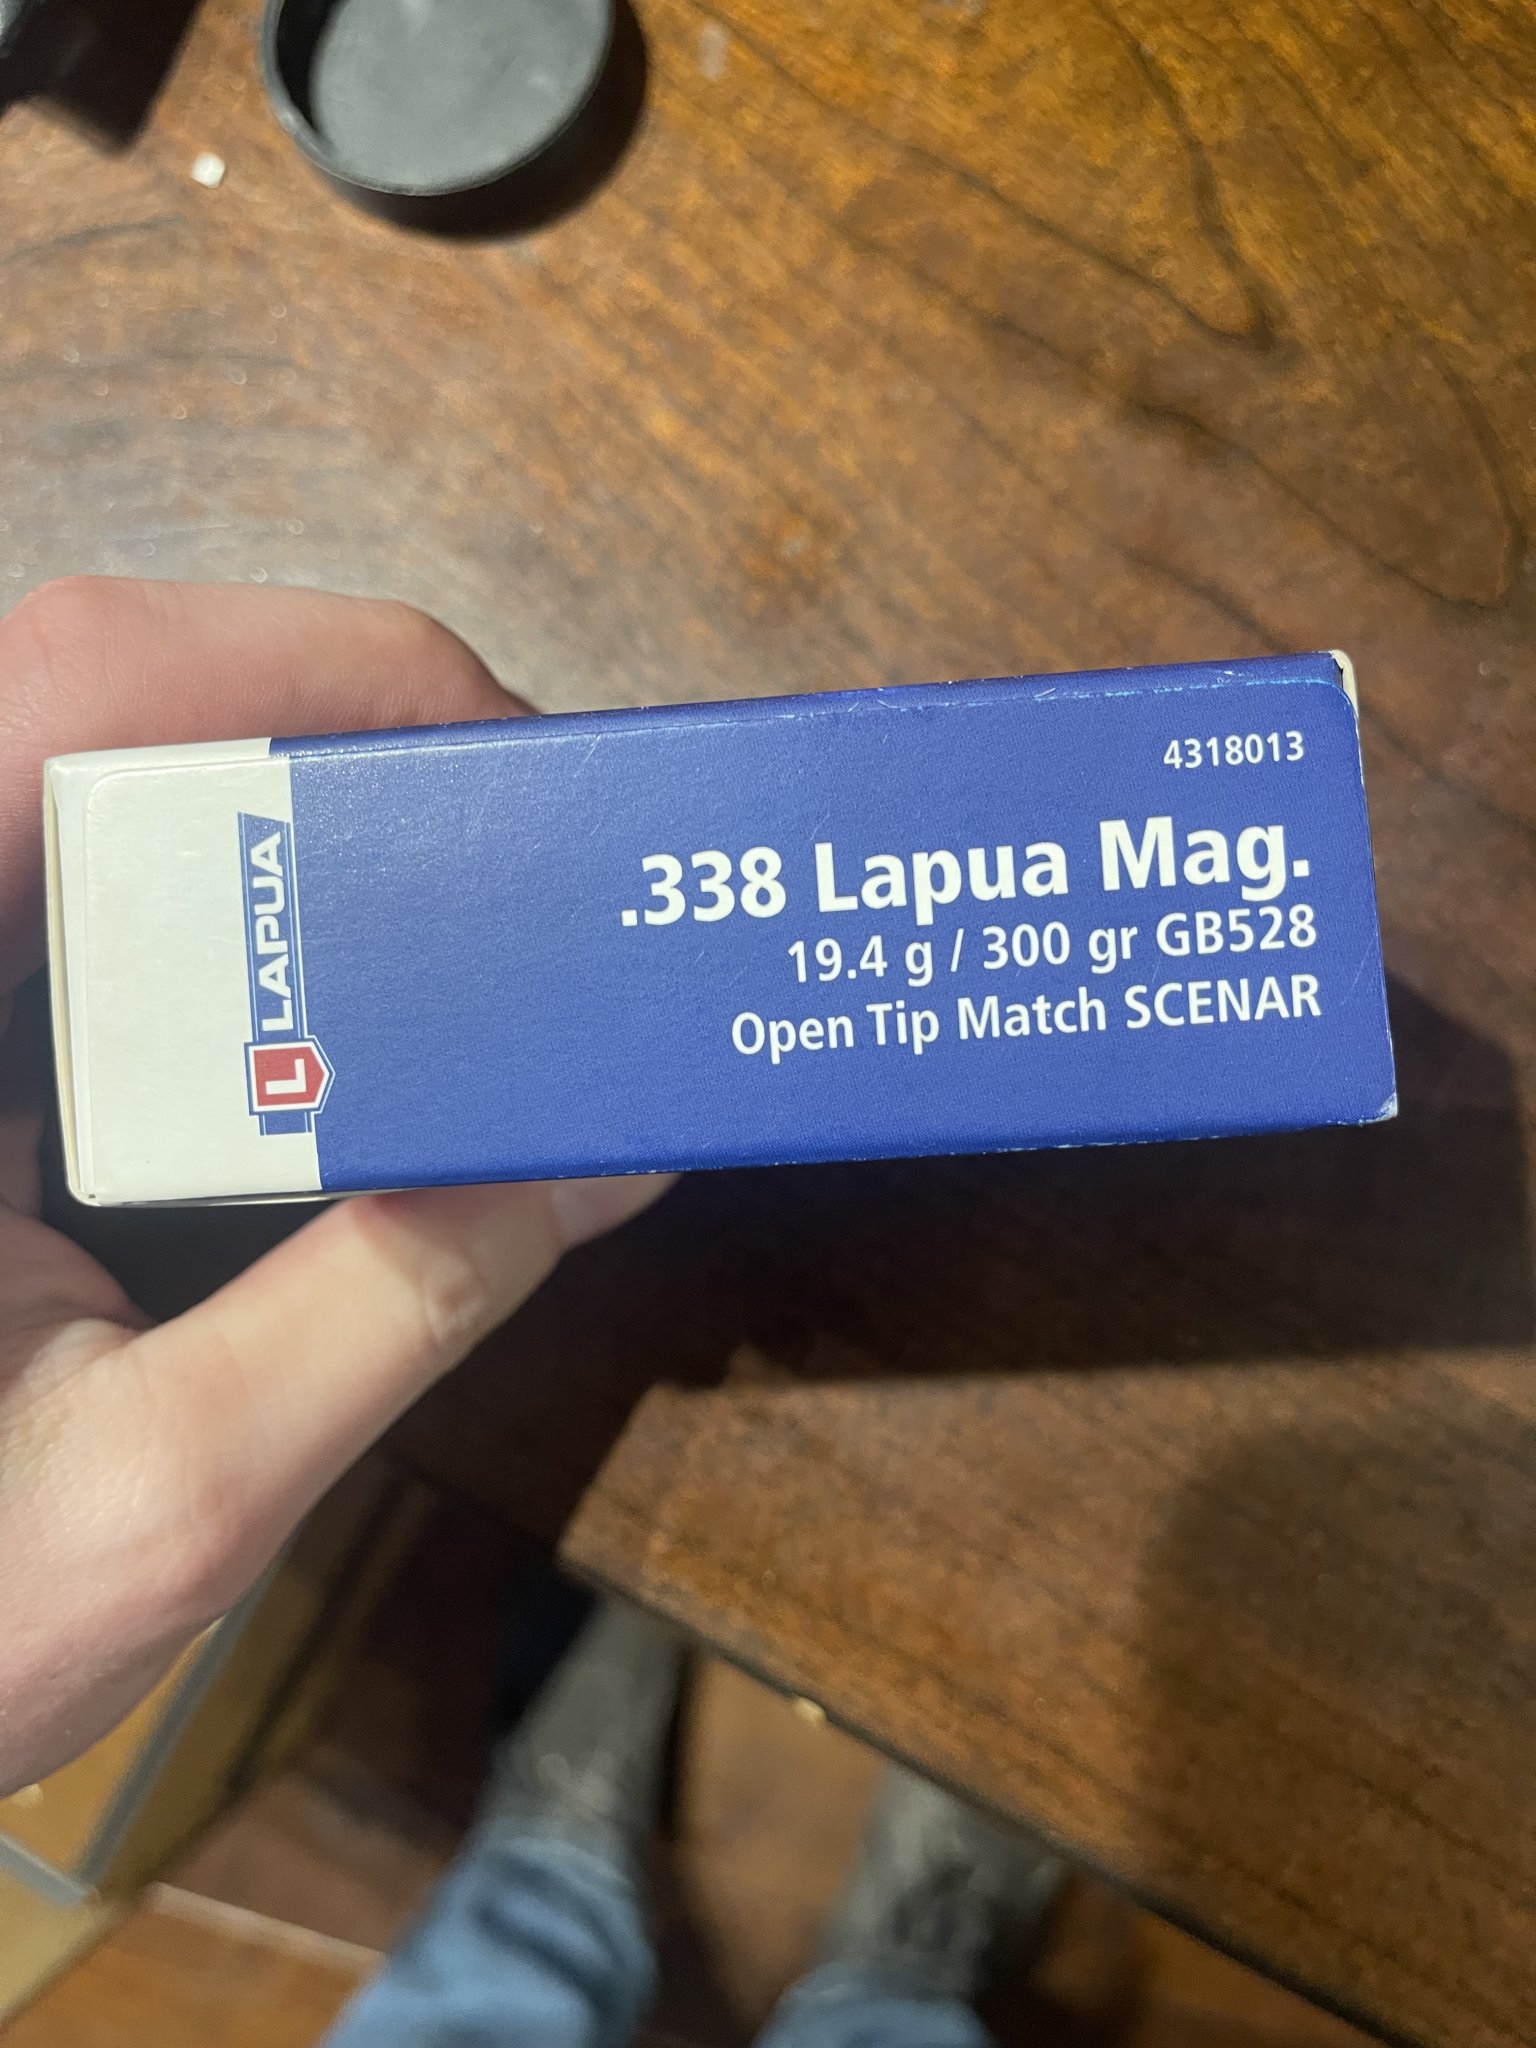 4318013
.338 Lapua Mag.
19.4 g / 300 gr GB528
Open Tip Match SCENAR
L LAPUA